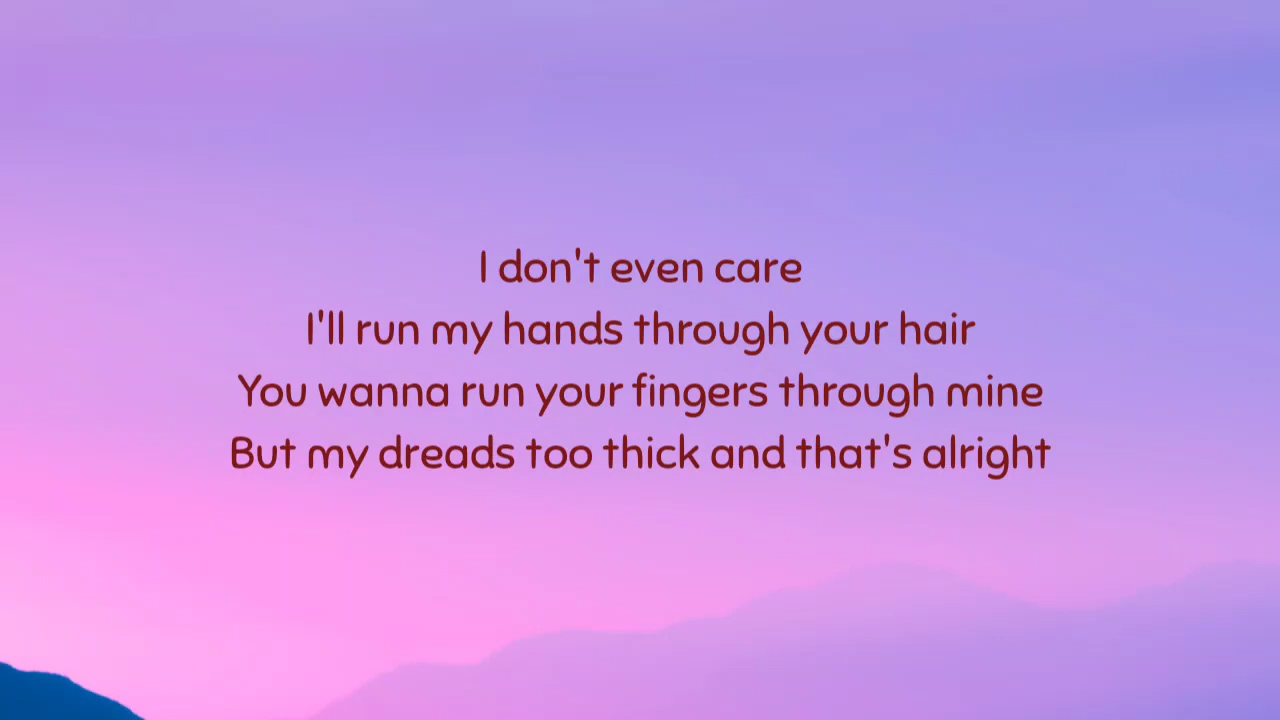 I don't even care
I'll run my hands through your hair
You wanna run your fingers through mine
But my dreads too thick and that's alright